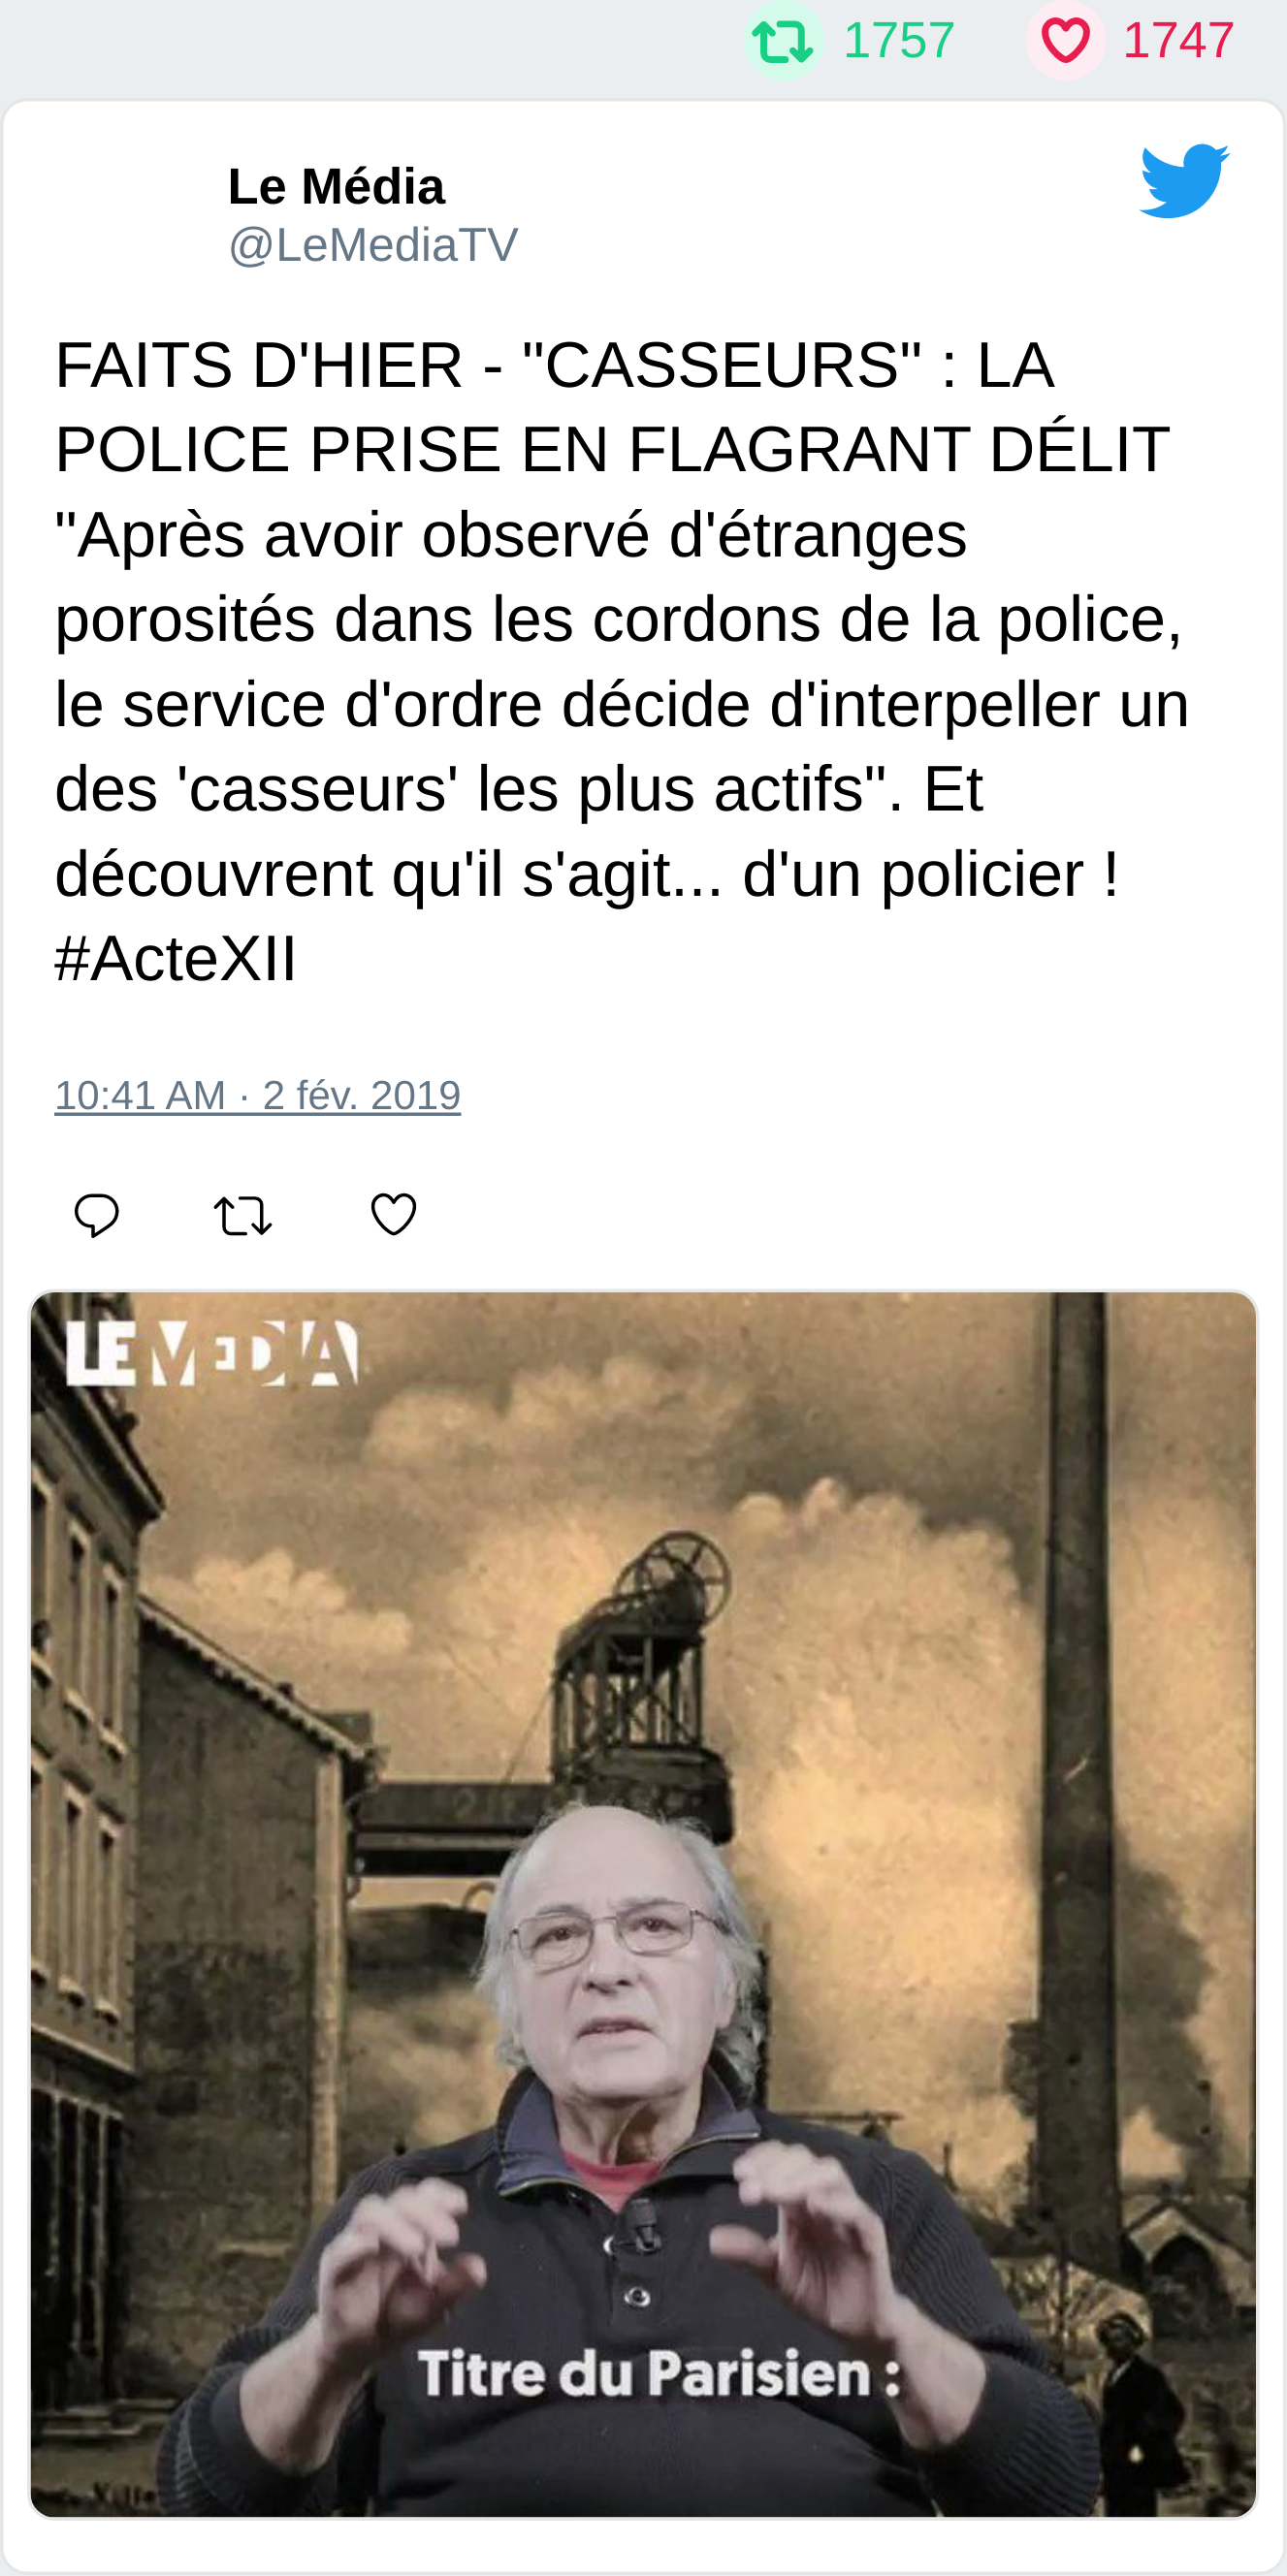 1757 1747
Le Média
@LeMediaTV
FAITS D'HIER - "CASSEURS" : LA
POLICE PRISE EN FLAGRANT DÉLIT
"Après avoir observé d'étranges
porosités dans les cordons de la police,
le service d'ordre décide d'interpeller un
des 'casseurs' les plus actifs". Et
découvrent qu'il s'agit... d'un policier !
#ActeXII
10:41 AM · 2 fév. 2019
LE MEDIA
Titre du Parisien :